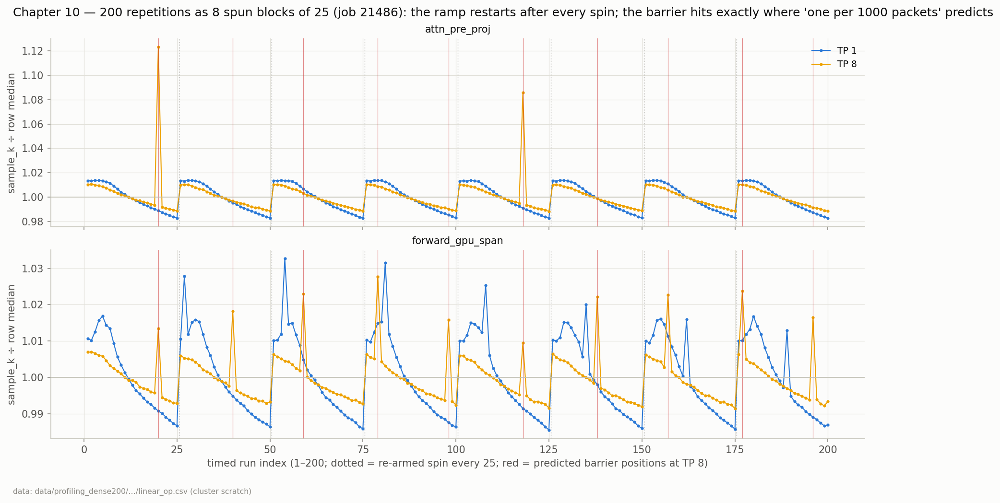 Chapter 10 — 200 repetitions as 8 spun blocks of 25 (job 21486): the ramp restarts after every spin; the barrier hits exactly where 'one per 1000 packets' predicts
attn_pre_proj
sample_k ÷ row median
1.12
1.10
1.08
1.06
1.04
1.02
1.00
0.98
TP 1
TP 8
forward_gpu_span
sample_k ÷ row median
1.03
1.02
1.01
1.00
0.99
0 25 50 75 100 125 150 175 200
timed run index (1–200; dotted = re-armed spin every 25; red = predicted barrier positions at TP 8)
data: data/profiling_dense200/…/linear_op.csv (cluster scratch)